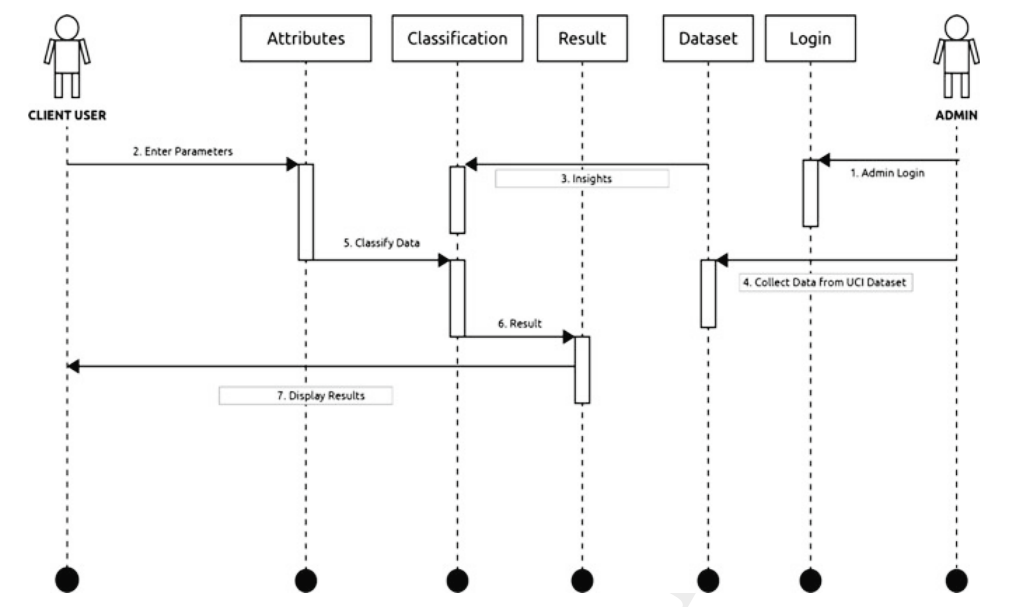 Attributes
Classification
Result
Dataset
Login
CLIENT USER
ADMIN
2. Enter Parameters
3. Insights
1. Admin Login
5. Classify Data
4. Collect Data from UCI Dataset
6. Result
7. Display Results